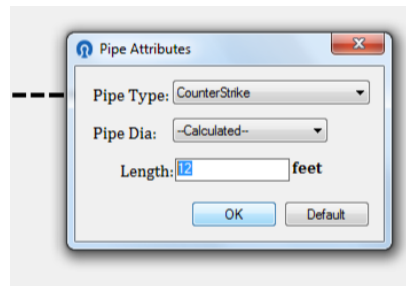 Pipe Attributes
Pipe Type: CounterStrike
Pipe Dia: --Calculated--
Length: 12 feet
OK Default